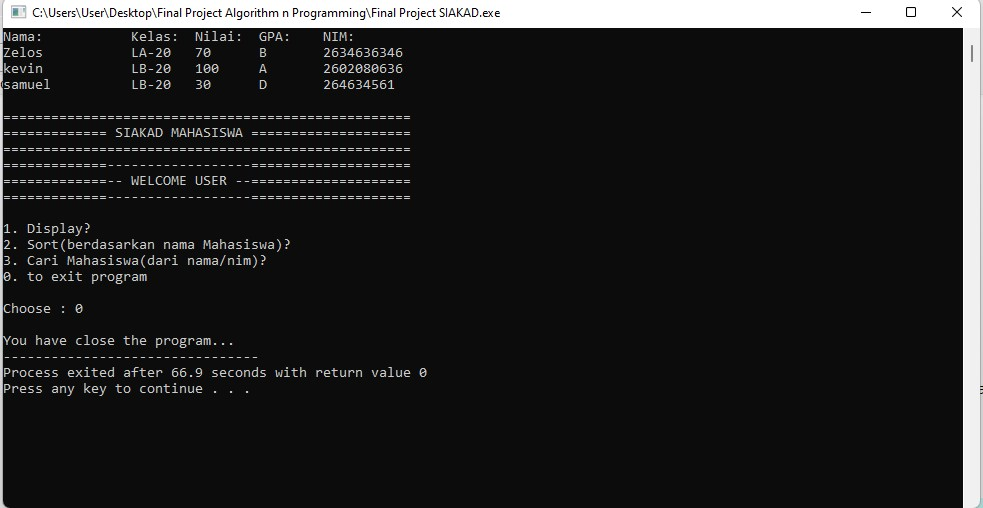 C:\Users\User\Desktop\Final Project Algorithm n Programming\Final Project SIAKAD.exe
Nama: Kelas: Nilai: GPA: NIM:
Zelos LA-20 70 B 2634636346
kevin LB-20 100 A 2602080636
samuel LB-20 30 D 264634561
===================================================
============= SIAKAD MAHASISWA ====================
===================================================
=============------------------====================
=============-- WELCOME USER --====================
=============------------------====================
1. Display?
2. Sort(berdasarkan nama Mahasiswa)?
3. Cari Mahasiswa(dari nama/nim)?
0. to exit program
Choose : 0
You have close the program...
--------------------------------
Process exited after 66.9 seconds with return value 0
Press any key to continue . . .